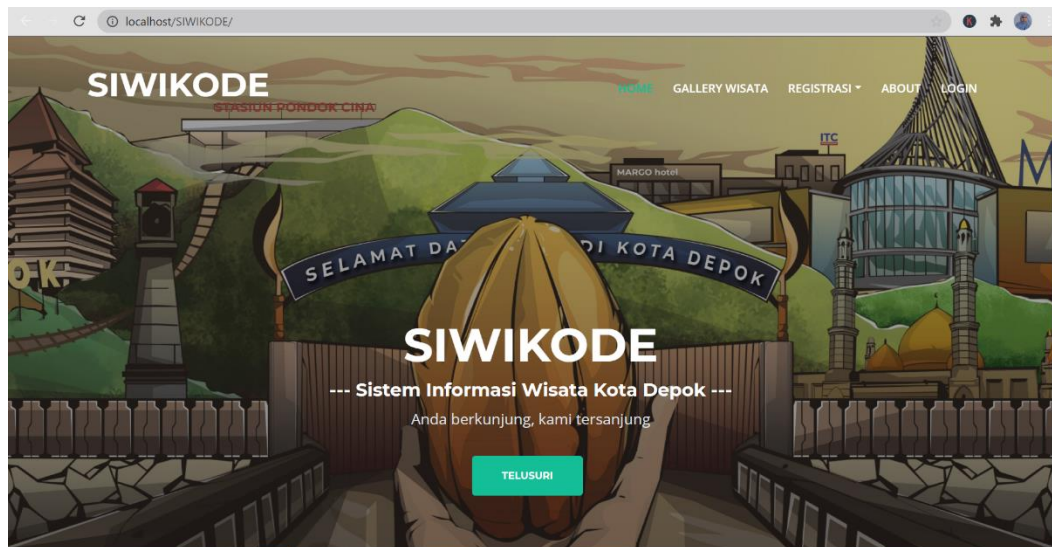 localhost/SIWIKODE/
SIWIKODE
HOME GALLERY WISATA REGISTRASI ABOUT LOGIN
STASIUN PONDOK CINA
ITC
M
MARGO hotel
SELAMAT DA DI KOTA DEPOK
OK
SIWIKODE
--- Sistem Informasi Wisata Kota Depok ---
Anda berkunjung, kami tersanjung
TELUSURI